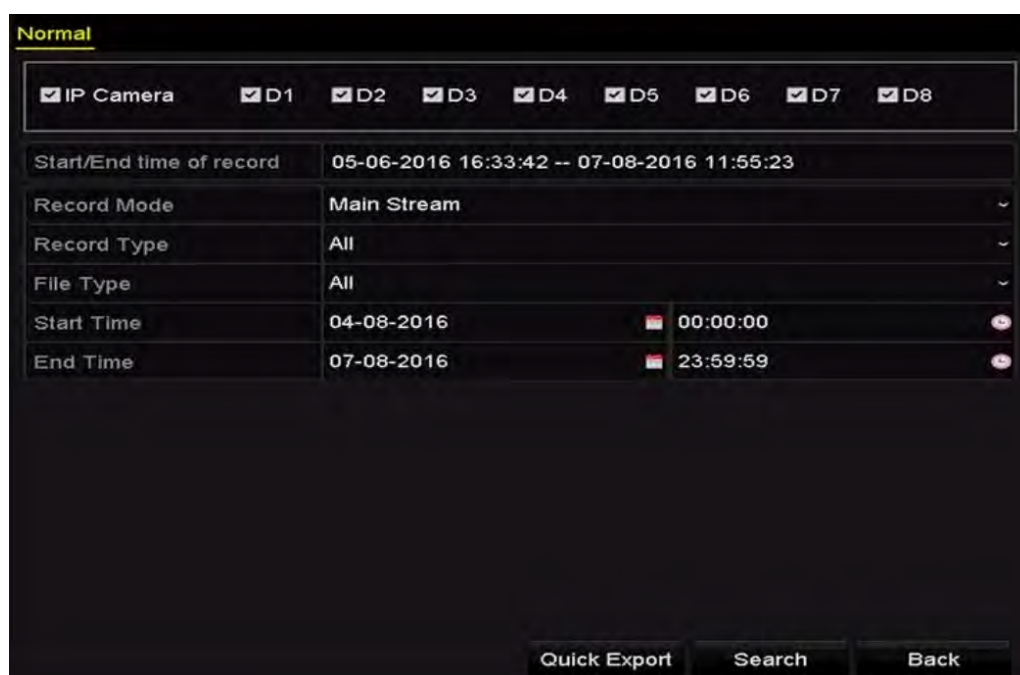 Normal
IP Camera D1 D2 D3 D4 D5 D6 D7 D8
Start/End time of record 05-06-2016 16:33:42 -- 07-08-2016 11:55:23
Record Mode Main Stream
Record Type All
File Type All
Start Time 04-08-2016 00:00:00
End Time 07-08-2016 23:59:59
Quick Export Search Back